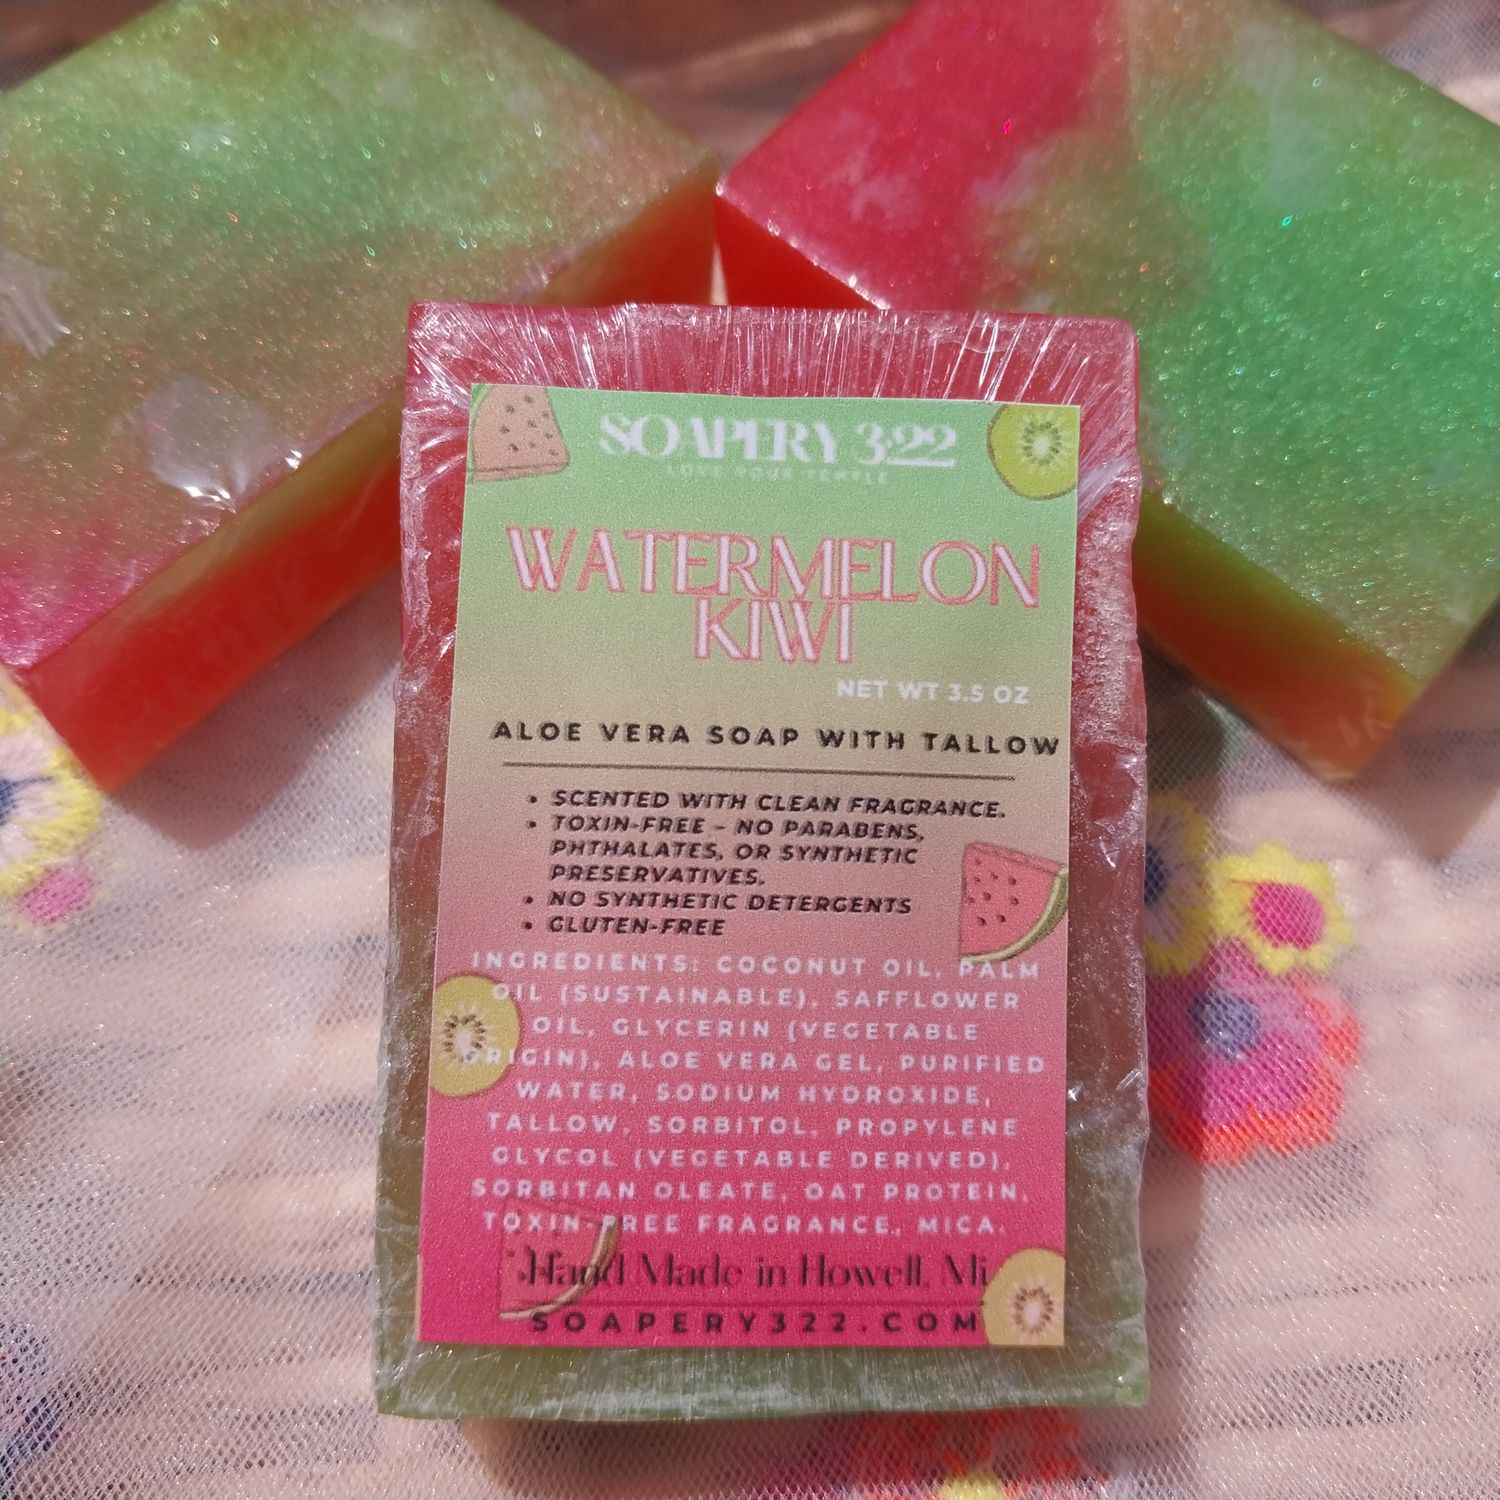 SOAPERY 322
LOVE YOUR TEMPLE
WATERMELON
KIWI
NET WT 3.5 OZ
ALOE VERA SOAP WITH TALLOW
• SCENTED WITH CLEAN FRAGRANCE.
• TOXIN-FREE – NO PARABENS,
PHTHALATES, OR SYNTHETIC
PRESERVATIVES.
• NO SYNTHETIC DETERGENTS
• GLUTEN-FREE
INGREDIENTS: COCONUT OIL, PALM
OIL (SUSTAINABLE), SAFFLOWER
OIL, GLYCERIN (VEGETABLE
ORIGIN), ALOE VERA GEL, PURIFIED
WATER, SODIUM HYDROXIDE,
TALLOW, SORBITOL, PROPYLENE
GLYCOL (VEGETABLE DERIVED),
SORBITAN OLEATE, OAT PROTEIN,
TOXIN-FREE FRAGRANCE, MICA.
Hand Made in Howell, Mi
SOAPERY322.COM